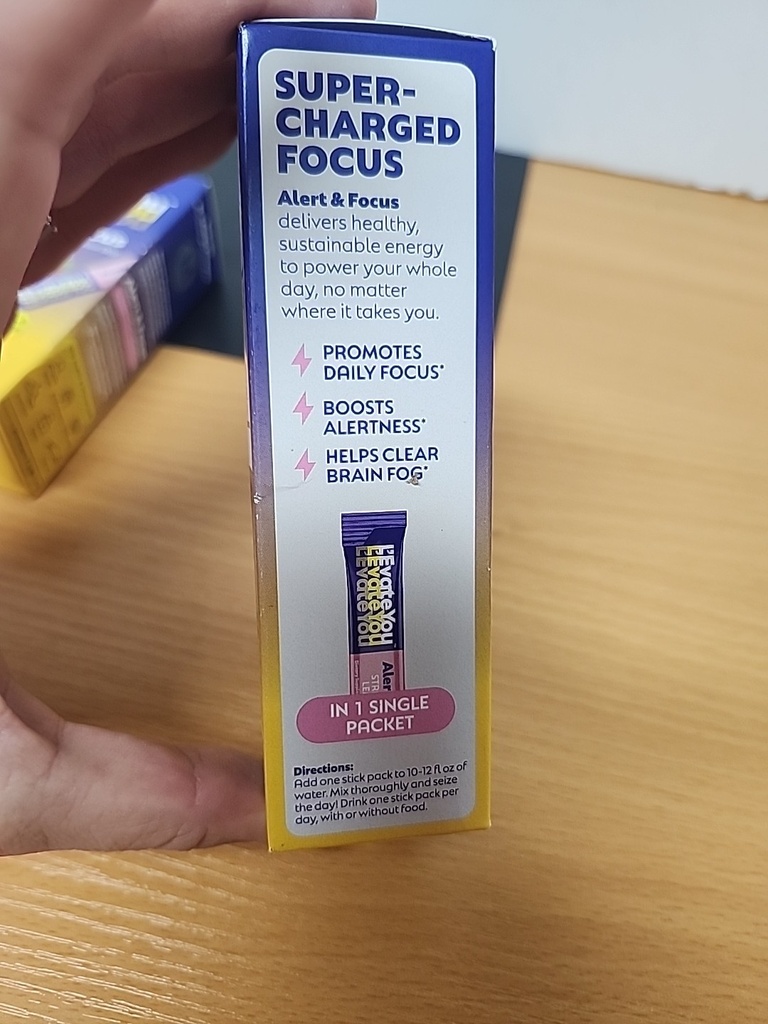 SUPER-
CHARGED
FOCUS
Alert & Focus
delivers healthy,
sustainable energy
to power your whole
day, no matter
where it takes you.
PROMOTES
DAILY FOCUS*
BOOSTS
ALERTNESS*
HELPS CLEAR
BRAIN FOG*
L'EvateYou
L'EvateYou
L'EvateYou
IN 1 SINGLE
PACKET
Directions:
Add one stick pack to 10-12 fl oz of
water. Mix thoroughly and seize
the day! Drink one stick pack per
day, with or without food.